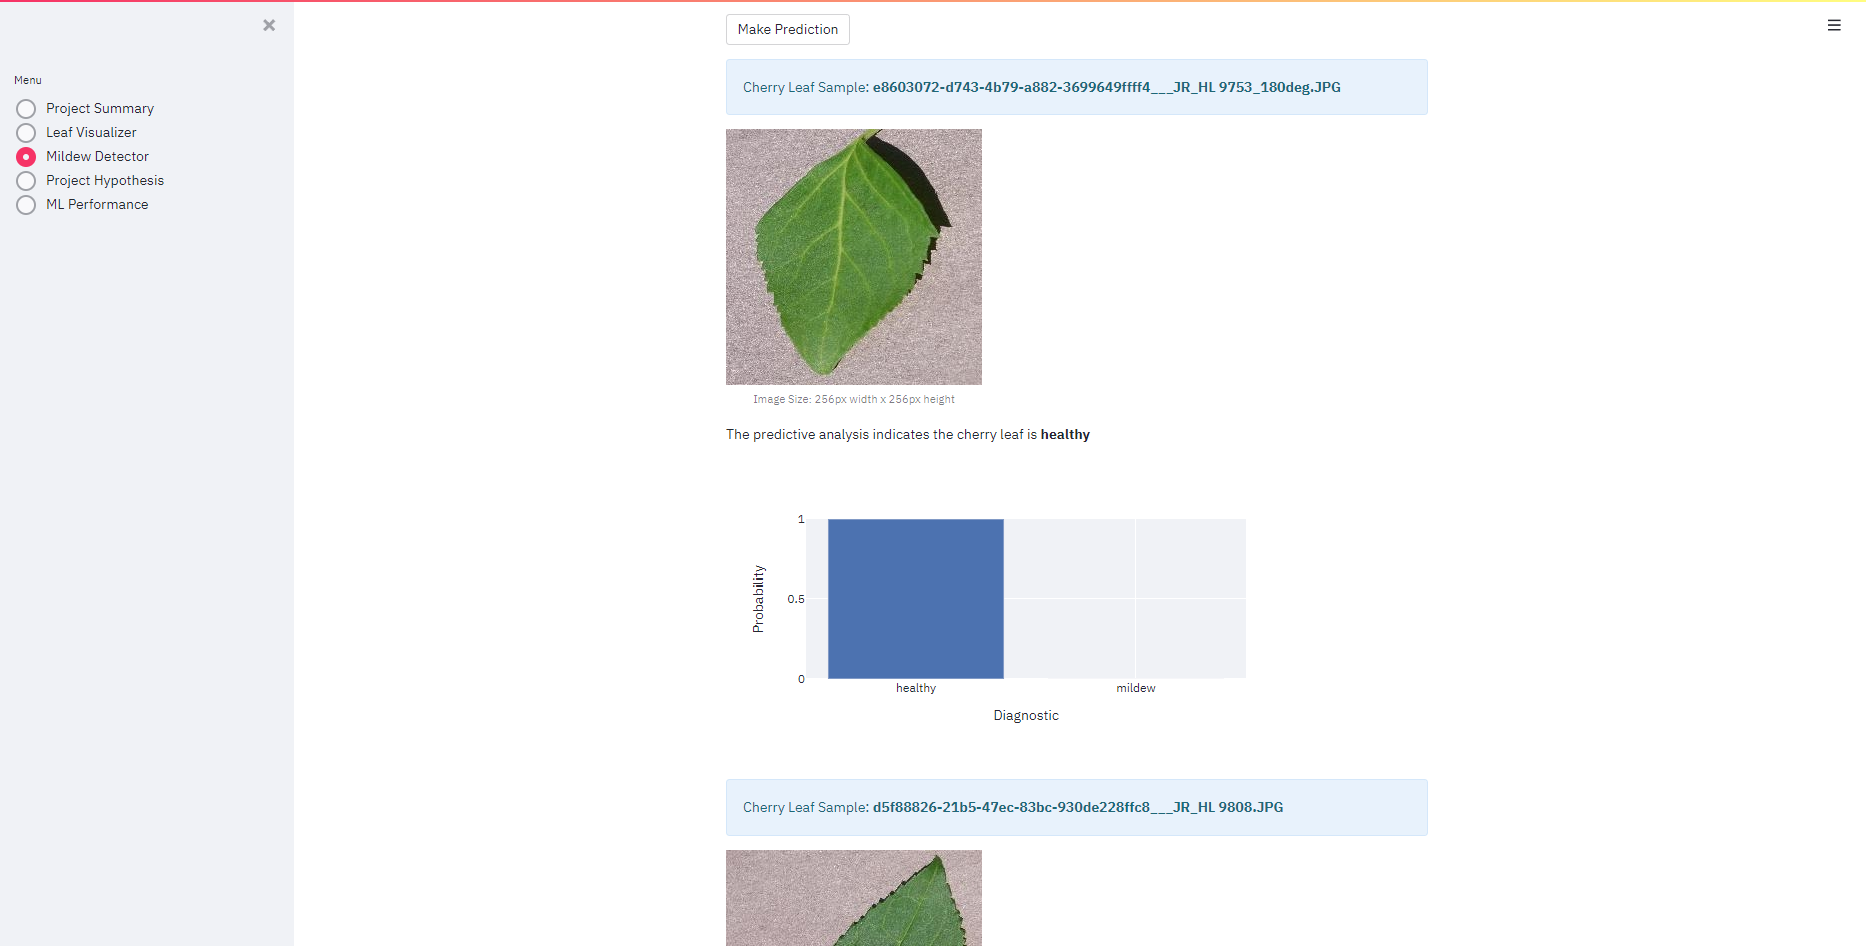 Menu
Project Summary
Leaf Visualizer
Mildew Detector
Project Hypothesis
ML Performance
Make Prediction
Cherry Leaf Sample: e8603072-d743-4b79-a882-3699649ffff4___JR_HL 9753_180deg.JPG
Image Size: 256px width x 256px height
The predictive analysis indicates the cherry leaf is healthy
1
0.5
0
Probability
healthy mildew
Diagnostic
Cherry Leaf Sample: d5f88826-21b5-47ec-83bc-930de228ffc8___JR_HL 9808.JPG